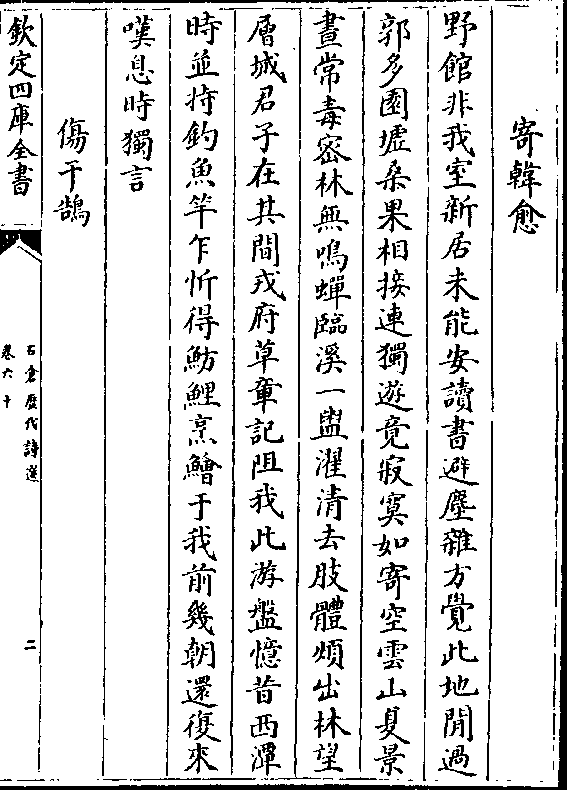 寄韓愈
野館非我室新居未能安讀書避塵雜方覺此地閒過
郭多園墟桑果相接連獨遊竟寂寞如寄空雲山夏景
晝常毒密林無鳴蟬臨溪一盥濯清去肢體煩出林望
層城君子在其間戎府草章記阻我此游盤憶昔西潭
時並持釣魚竿乍忻得魴鯉烹鱠于我前幾朝還復來
嘆息時獨言
傷于鵠
欽定四庫全書
石倉歷代詩選
卷六十
二